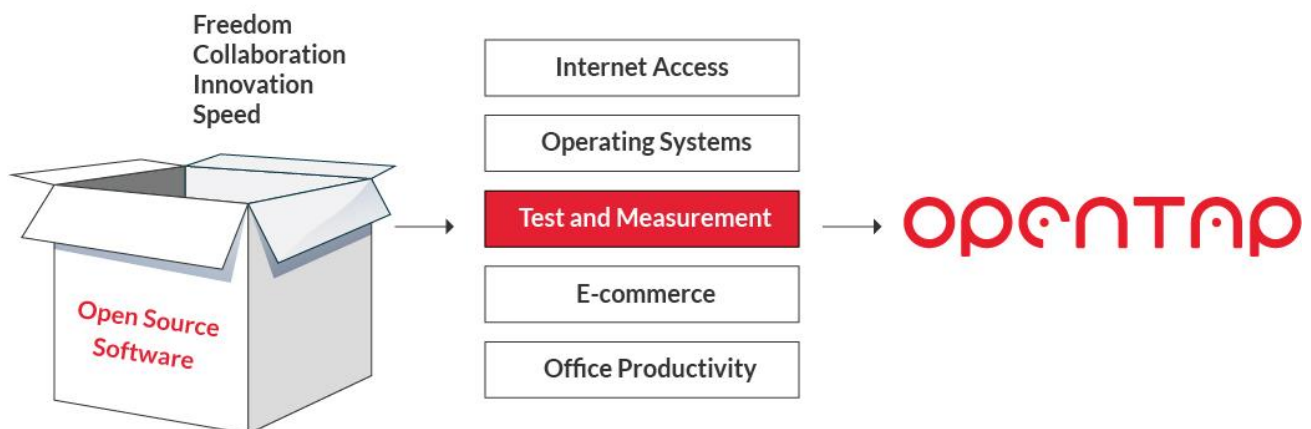 Freedom
Collaboration
Innovation
Speed
Open Source
Software
Internet Access
Operating Systems
Test and Measurement
E-commerce
Office Productivity
OPENTAP